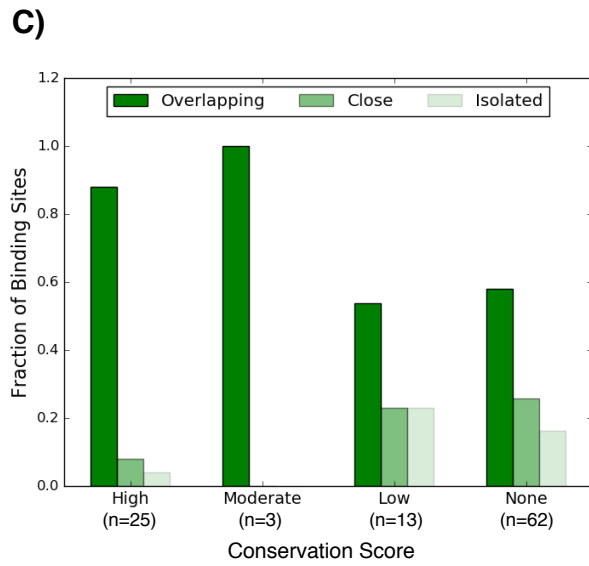 C)
1.2
1.0
0.8
0.6
0.4
0.2
0.0
Fraction of Binding Sites
Overlapping Close Isolated
High Moderate Low None
(n=25) (n=3) (n=13) (n=62)
Conservation Score